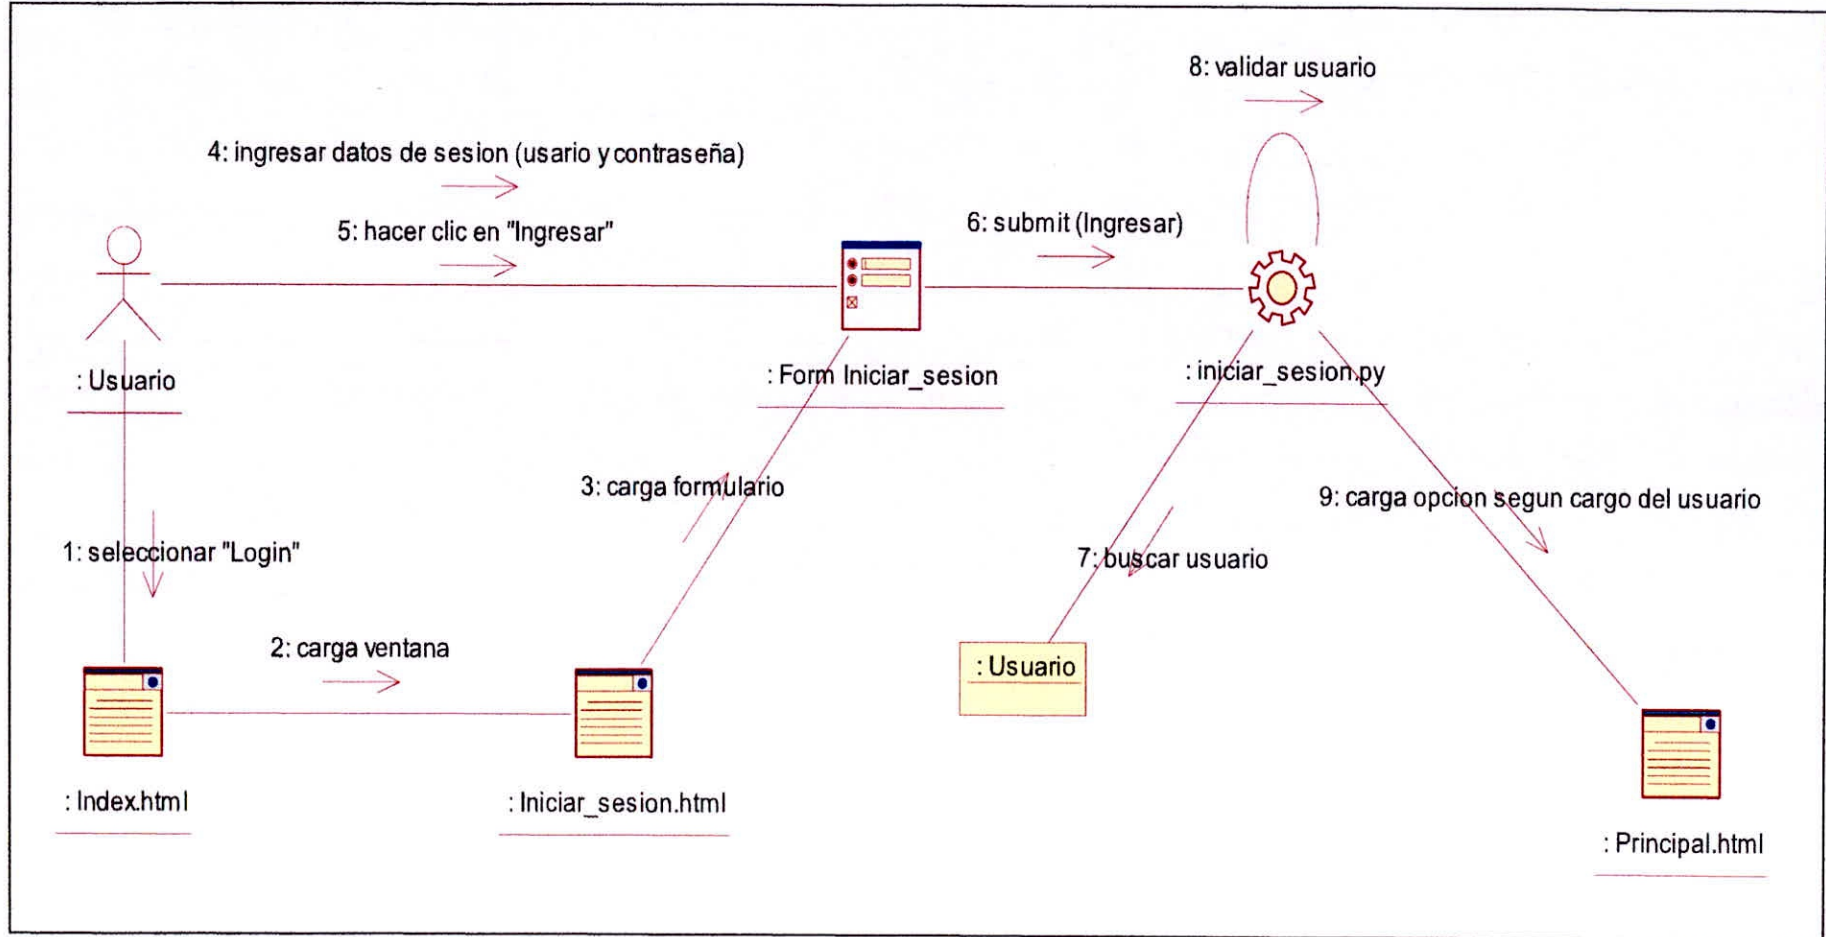 8: validar usuario
4: ingresar datos de sesion (usario y contraseña)
5: hacer clic en "Ingresar"
6: submit (Ingresar)
: Usuario
: Form Iniciar_sesion
: iniciar_sesion.py
3: carga formulario
9: carga opcion segun cargo del usuario
1: seleccionar "Login"
7: buscar usuario
2: carga ventana
: Usuario
: Index.html
: Iniciar_sesion.html
: Principal.html